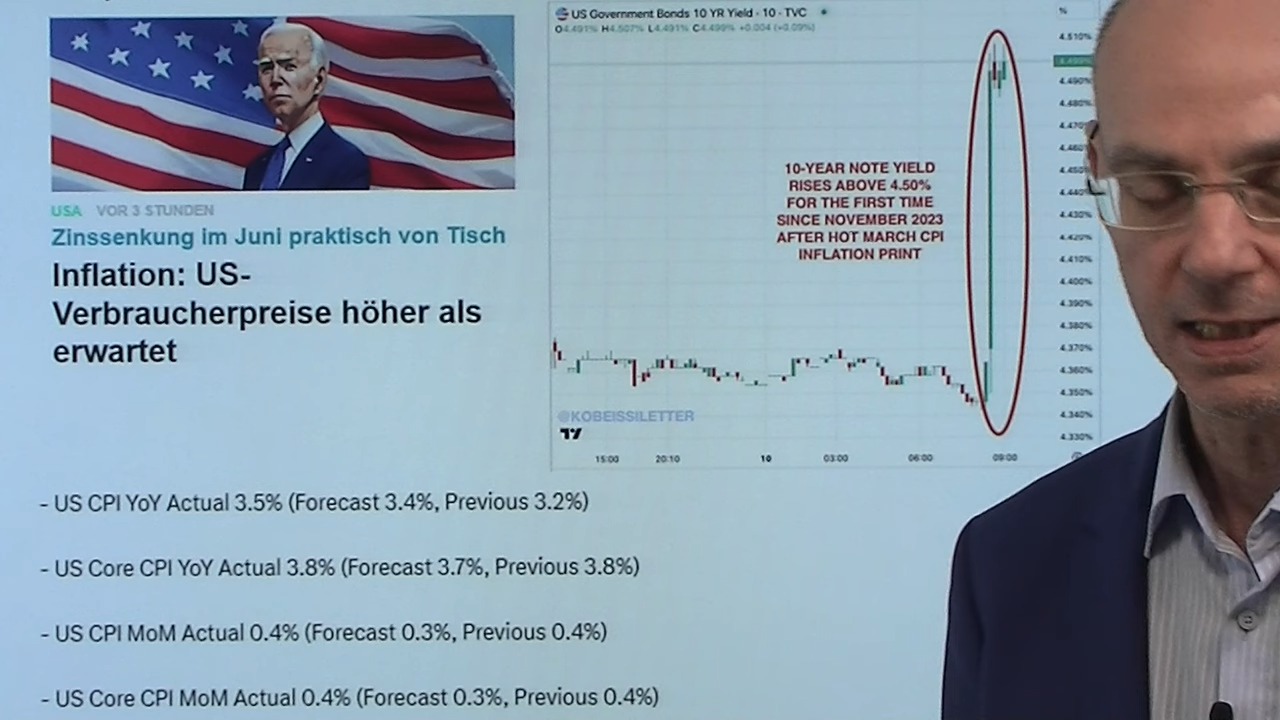 USA VOR 3 STUNDEN
Zinssenkung im Juni praktisch von Tisch
Inflation: US-
Verbraucherpreise höher als
erwartet
US Government Bonds 10 YR Yield · 10 · TVC
O4.491% H4.507% L4.491% C4.499% +0.004 (+0.09%)
%
4.510%
4.490%
4.480%
4.470%
4.460%
4.450%
4.440%
4.430%
4.420%
4.410%
4.400%
4.390%
4.380%
4.370%
4.360%
4.350%
4.340%
4.330%
10-YEAR NOTE YIELD
RISES ABOVE 4.50%
FOR THE FIRST TIME
SINCE NOVEMBER 2023
AFTER HOT MARCH CPI
INFLATION PRINT
@KOBEISSILETTER
15:00 20:10 10 03:00 06:00 09:00
- US CPI YoY Actual 3.5% (Forecast 3.4%, Previous 3.2%)
- US Core CPI YoY Actual 3.8% (Forecast 3.7%, Previous 3.8%)
- US CPI MoM Actual 0.4% (Forecast 0.3%, Previous 0.4%)
- US Core CPI MoM Actual 0.4% (Forecast 0.3%, Previous 0.4%)